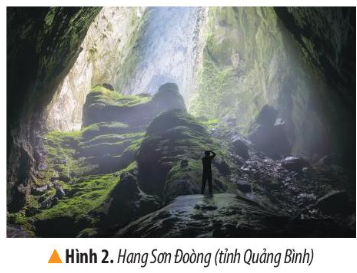 ▲ Hình 2. Hang Sơn Đoòng (tỉnh Quảng Bình)